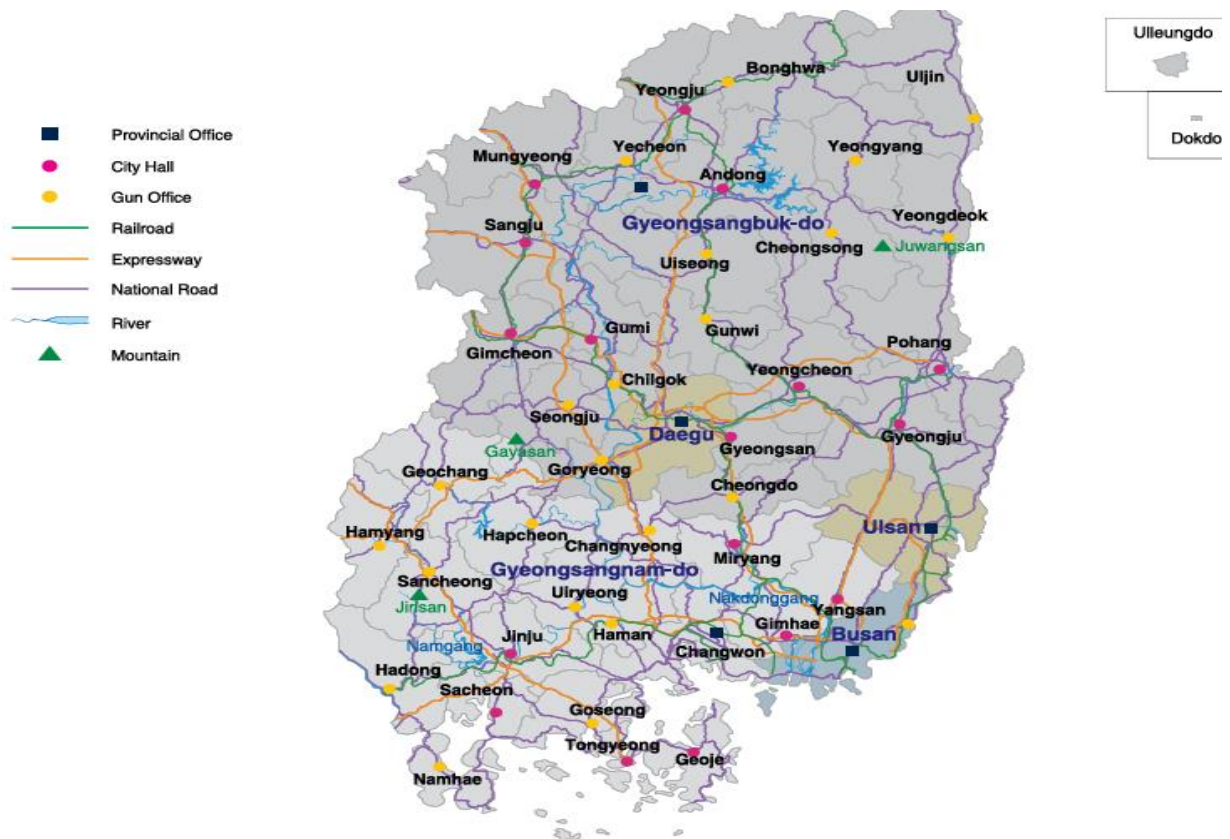 Ulleungdo
Dokdo
Provincial Office
City Hall
Gun Office
Railroad
Expressway
National Road
River
Mountain
Bonghwa
Uljin
Yeongju
Mungyeong
Yecheon
Yeongyang
Andong
Sangju
Gyeongsangbuk-do
Yeongdeok
Cheongsong
Juwangsan
Uiseong
Gumi
Gunwi
Pohang
Gimcheon
Yeongcheon
Chilgok
Seongju
Daegu
Gyeongju
Gyeongsan
Gayasan
Geochang
Goryeong
Cheongdo
Hamyang
Hapcheon
Changnyeong
Ulsan
Miryang
Gyeongsangnam-do
Sancheong
Jirisan
Uiryeong
Nakdonggang
Yangsan
Gimhae
Busan
Namgang
Jinju
Haman
Changwon
Hadong
Sacheon
Goseong
Tongyeong
Geoje
Namhae